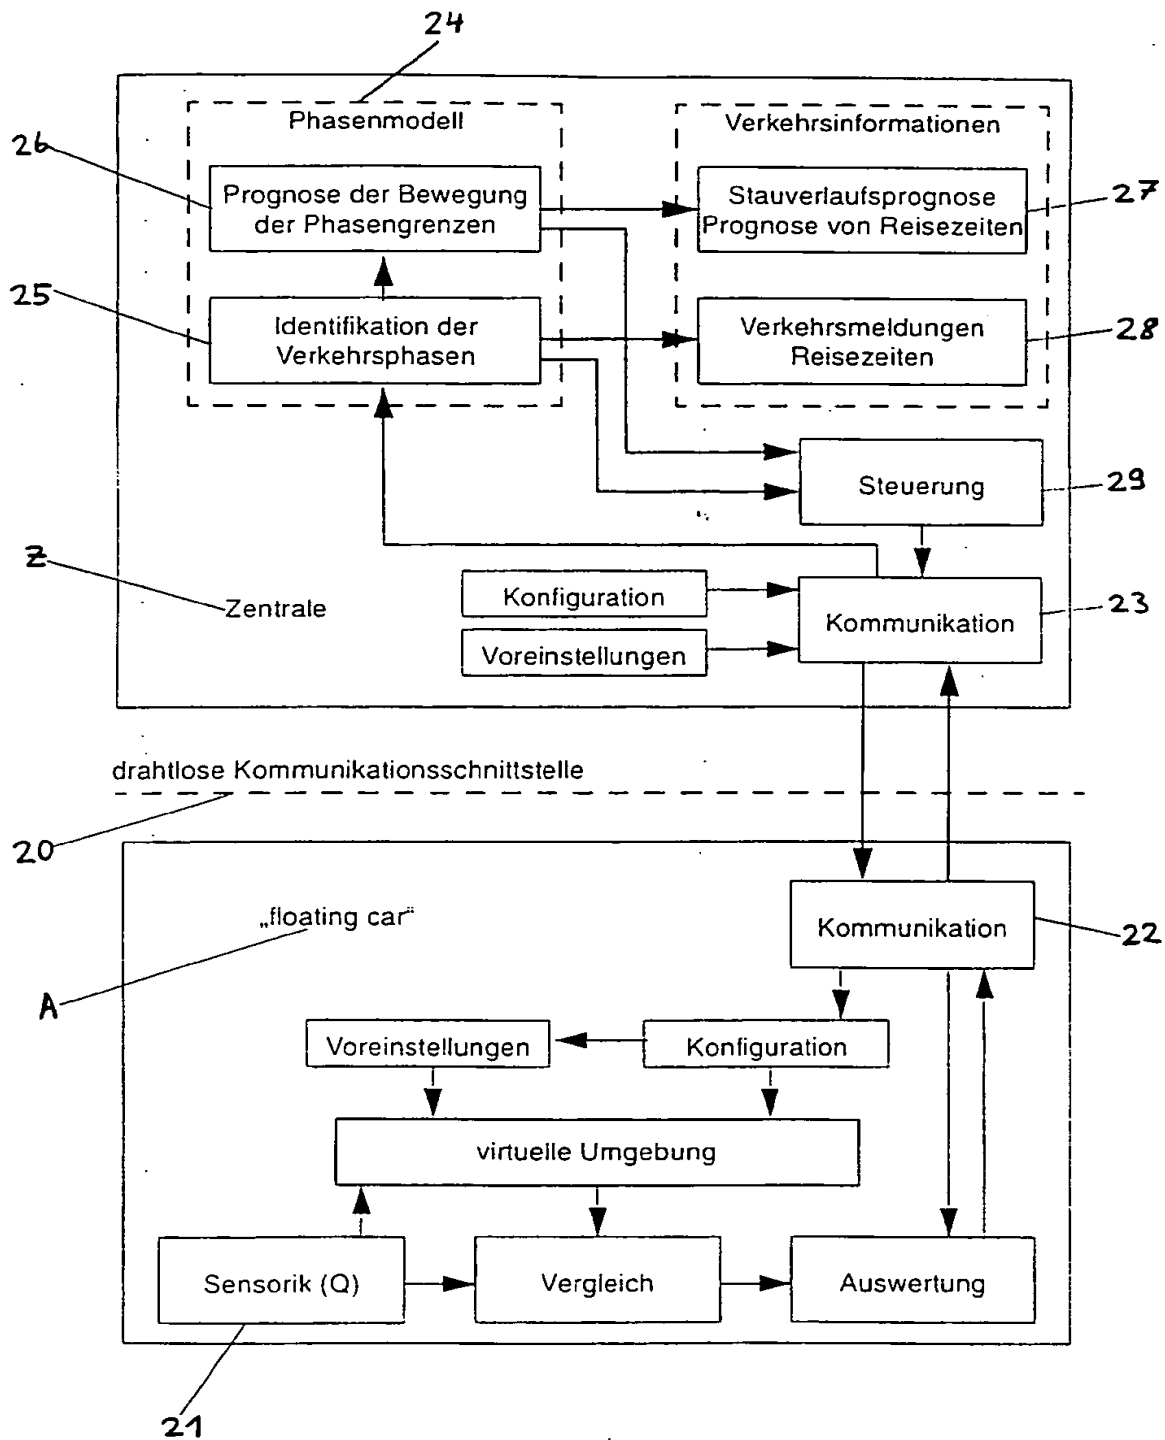 24
Phasenmodell
Verkehrsinformationen
26
Prognose der Bewegung
der Phasengrenzen
Stauverlaufsprognose
Prognose von Reisezeiten
27
25
Identifikation der
Verkehrsphasen
Verkehrsmeldungen
Reisezeiten
28
Steuerung
29
Z
Zentrale
Konfiguration
Voreinstellungen
Kommunikation
23
drahtlose Kommunikationsschnittstelle
20
„floating car“
A
Kommunikation
22
Voreinstellungen
Konfiguration
virtuelle Umgebung
Sensorik (Q)
Vergleich
Auswertung
21